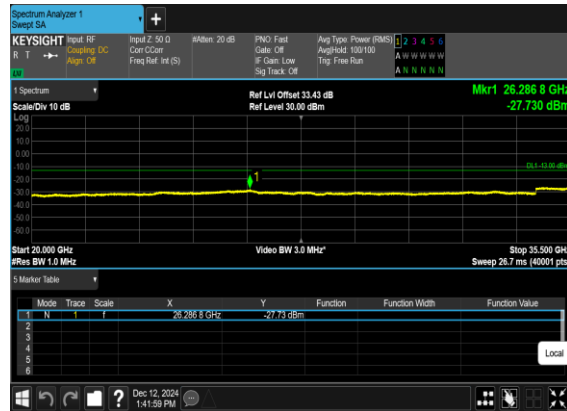 Spectrum Analyzer 1
Swept SA
+
KEYSIGHT Input: RF Input Z: 50 Ω #Atten: 20 dB PNO: Fast Avg Type: Power (RMS) 1 2 3 4 5 6
R T Coupling: DC Corr CCorr Gate: Off Avg|Hold: 100/100 A W W W W W
Align: Off Freq Ref: Int (S) IF Gain: Low Trig: Free Run
Sig Track: Off A N N N N N
1 Spectrum
Ref Lvl Offset 33.43 dB Mkr1 26.286 8 GHz
Scale/Div 10 dB Ref Level 30.00 dBm -27.730 dBm
Log
20.0
10.0
0.00
-10.0 DL1 -13.00 dBm
-20.0 1
-30.0
-40.0
-50.0
-60.0
Start 20.000 GHz Video BW 3.0 MHz* Stop 35.500 GHz
#Res BW 1.0 MHz Sweep 26.7 ms (40001 pts)
5 Marker Table
Mode Trace Scale X Y Function Function Width Function Value
1 N 1 f 26.286 8 GHz -27.73 dBm
2
3
4
5
6
Local
? Dec 12, 2024
1:41:59 PM